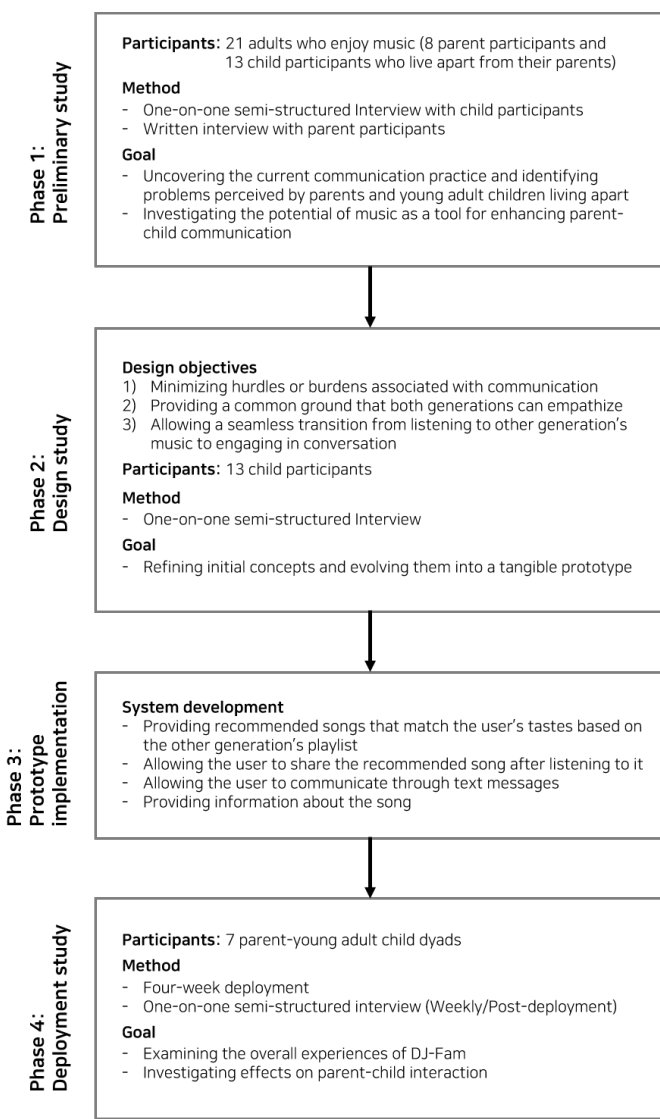 Phase 1:
Preliminary study
Participants: 21 adults who enjoy music (8 parent participants and
13 child participants who live apart from their parents)
Method
- One-on-one semi-structured Interview with child participants
- Written interview with parent participants
Goal
- Uncovering the current communication practice and identifying
problems perceived by parents and young adult children living apart
- Investigating the potential of music as a tool for enhancing parent-
child communication
Phase 2:
Design study
Design objectives
1) Minimizing hurdles or burdens associated with communication
2) Providing a common ground that both generations can empathize
3) Allowing a seamless transition from listening to other generation's
music to engaging in conversation
Participants: 13 child participants
Method
- One-on-one semi-structured Interview
Goal
- Refining initial concepts and evolving them into a tangible prototype
Phase 3:
Prototype
implementation
System development
- Providing recommended songs that match the user's tastes based on
the other generation's playlist
- Allowing the user to share the recommended song after listening to it
- Allowing the user to communicate through text messages
- Providing information about the song
Phase 4:
Deployment study
Participants: 7 parent-young adult child dyads
Method
- Four-week deployment
- One-on-one semi-structured interview (Weekly/Post-deployment)
Goal
- Examining the overall experiences of DJ-Fam
- Investigating effects on parent-child interaction